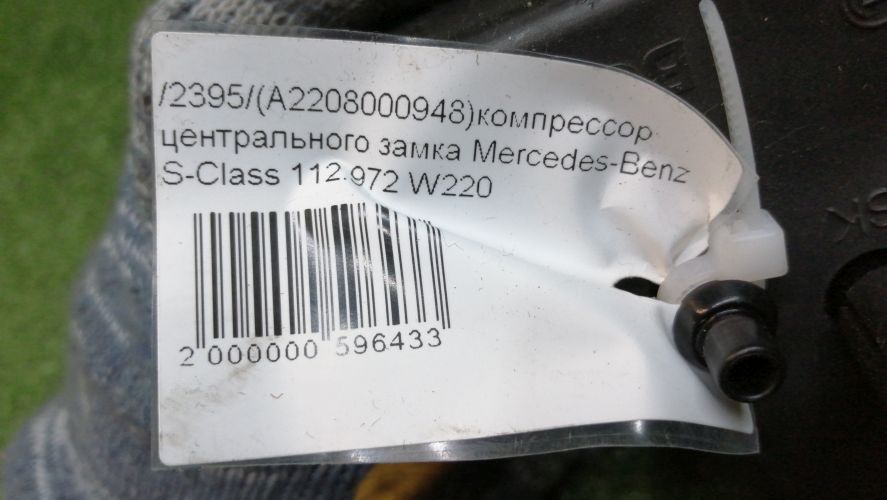 /2395/(A2208000948)компрессор
центрального замка Mercedes-Benz
S-Class 112.972 W220
2 000000 596433